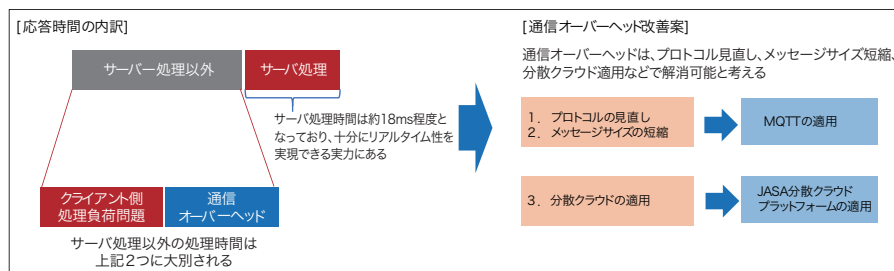 [応答時間の内訳]
サーバー処理以外
サーバ処理
サーバ処理時間は約18ms程度と
なっており、十分にリアルタイム性を
実現できる実力にある
クライアント側
処理負荷問題
通信
オーバーヘッド
サーバ処理以外の処理時間は
上記2つに大別される
[通信オーバーヘッド改善案]
通信オーバーヘッドは、プロトコル見直し、メッセージサイズ短縮、
分散クラウド適用などで解消可能と考える
1. プロトコルの見直し
2. メッセージサイズの短縮
MQTTの適用
3. 分散クラウドの適用
JASA分散クラウド
プラットフォームの適用